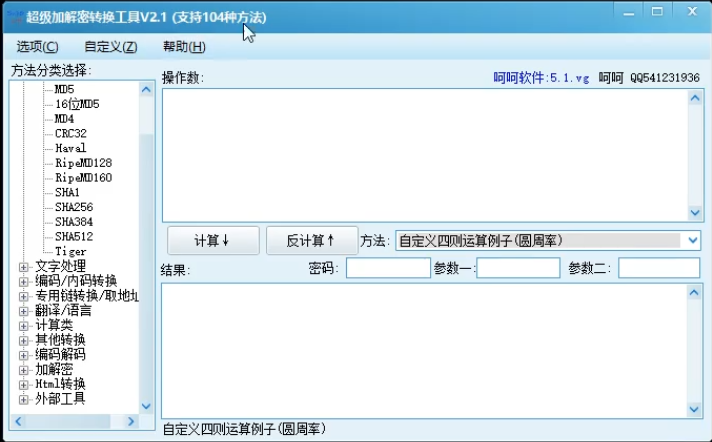 超级加解密转换工具V2.1 (支持104种方法)
选项(C) 自定义(Z) 帮助(H)
方法分类选择:
MD5
16位MD5
MD4
CRC32
Haval
RipeMD128
RipeMD160
SHA1
SHA256
SHA384
SHA512
Tiger
文字处理
编码/内码转换
专用链转换/取地址
翻译/语言
计算类
其他转换
编码解码
加解密
Html转换
外部工具
操作数: 呵呵软件:5.1.vg 呵呵 QQ541231936
计算↓ 反计算↑ 方法: 自定义四则运算例子(圆周率)
结果: 密码: 参数一: 参数二:
自定义四则运算例子(圆周率)